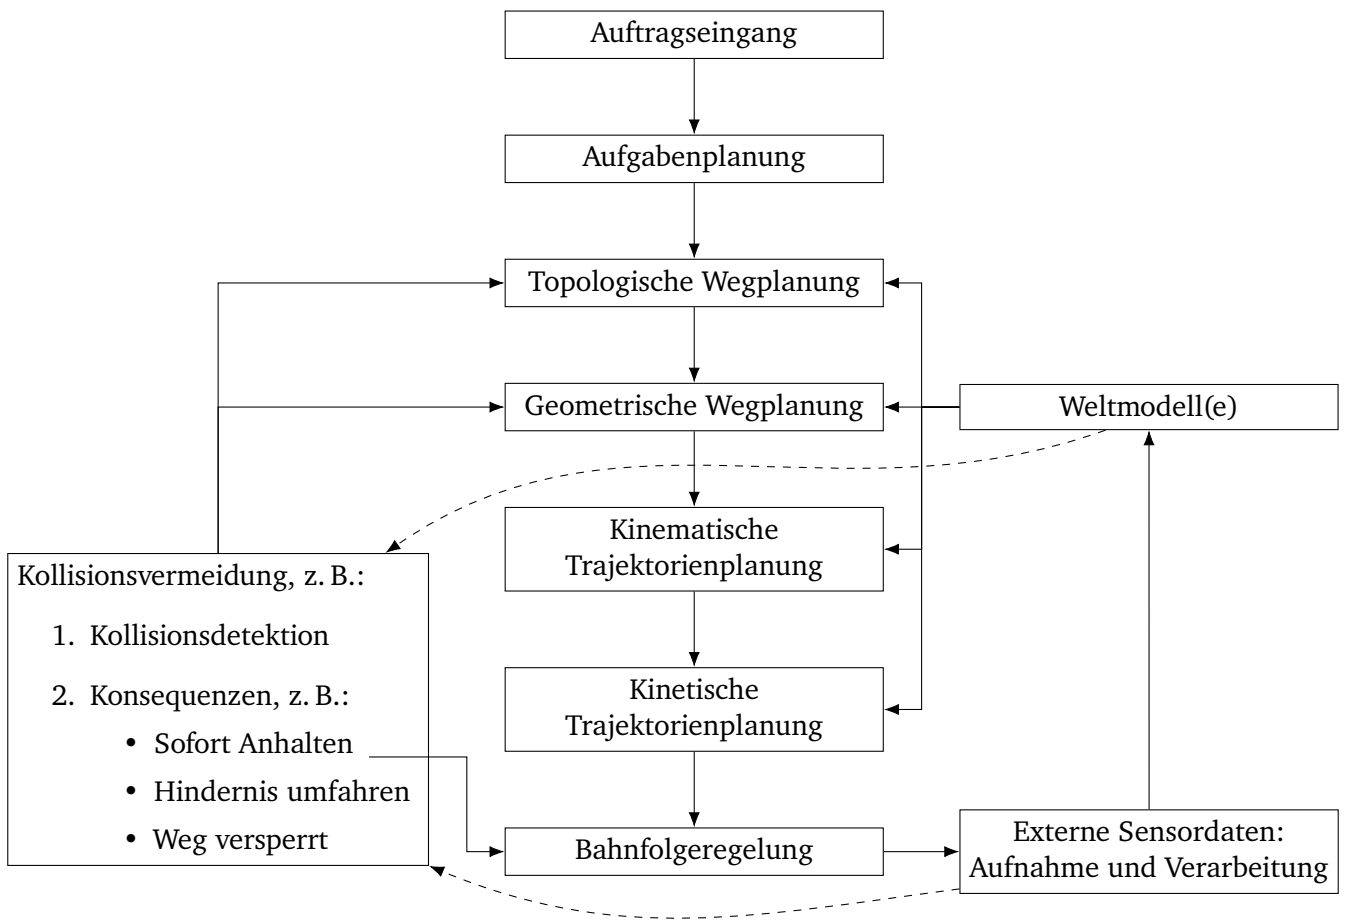 Auftragseingang
Aufgabenplanung
Topologische Wegplanung
Geometrische Wegplanung
Weltmodell(e)
Kinematische
Trajektorienplanung
Kollisionsvermeidung, z. B.:
1. Kollisionsdetektion
2. Konsequenzen, z. B.:
• Sofort Anhalten
• Hindernis umfahren
• Weg versperrt
Kinetische
Trajektorienplanung
Bahnfolgeregelung
Externe Sensordaten:
Aufnahme und Verarbeitung